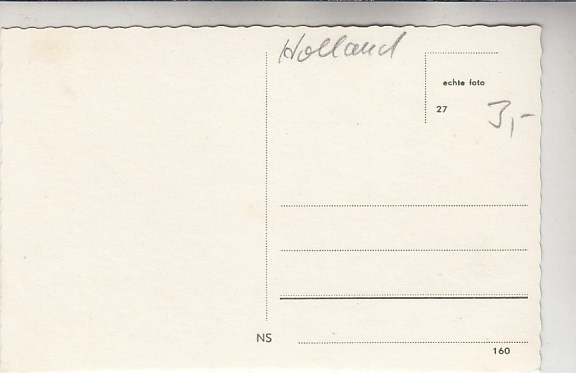 Holland
echte foto
27
3,-
NS
160